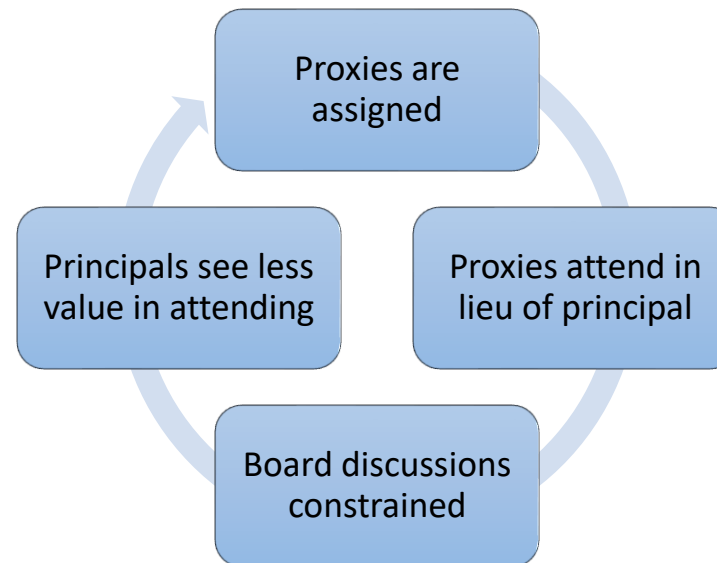 Proxies are
assigned
Proxies attend in
lieu of principal
Board discussions
constrained
Principals see less
value in attending